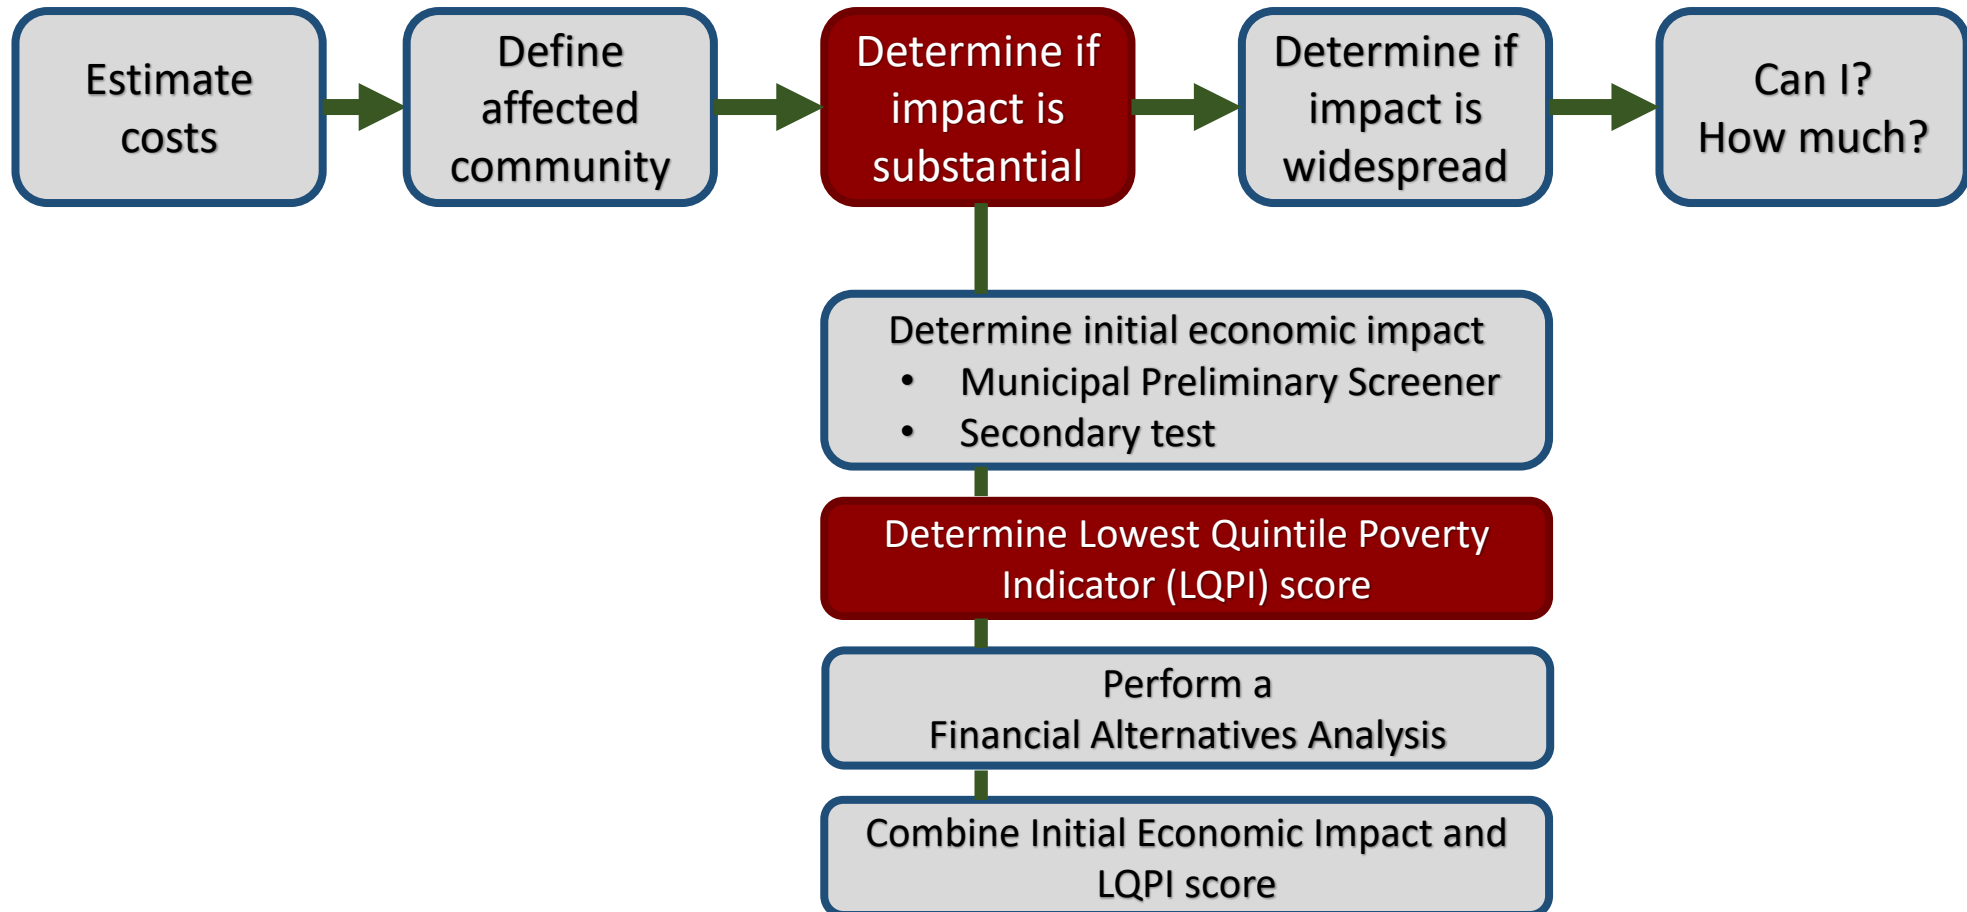 Estimate
costs
Define
affected
community
Determine if
impact is
substantial
Determine if
impact is
widespread
Can I?
How much?
Determine initial economic impact
• Municipal Preliminary Screener
• Secondary test
Determine Lowest Quintile Poverty
Indicator (LQPI) score
Perform a
Financial Alternatives Analysis
Combine Initial Economic Impact and
LQPI score